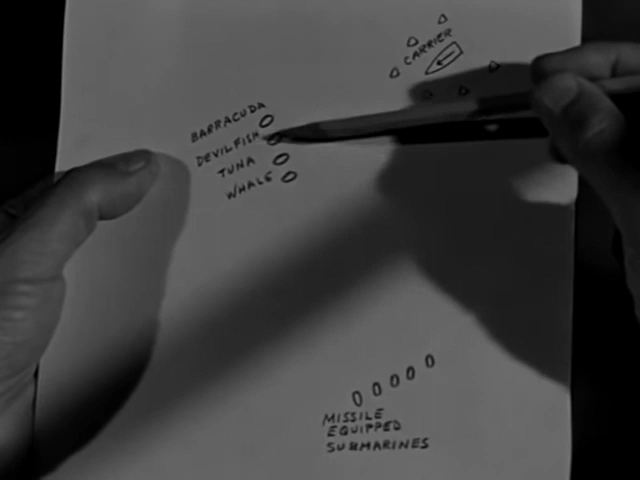 CARRIER
BARRACUDA
DEVILFISH
TUNA
WHALE
MISSILE
EQUIPPED
SUBMARINES